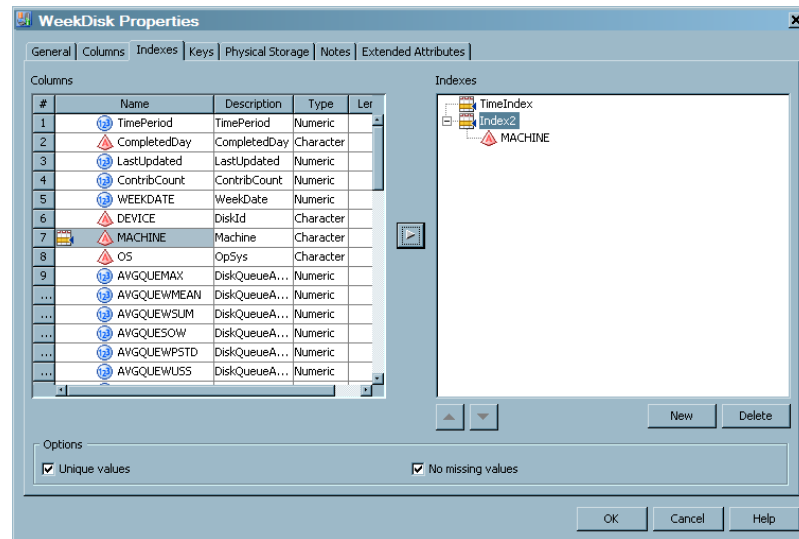 WeekDisk Properties
General Columns Indexes Keys Physical Storage Notes Extended Attributes
Columns
# Name Description Type Ler
1 TimePeriod TimePeriod Numeric
2 CompletedDay CompletedDay Character
3 LastUpdated LastUpdated Numeric
4 ContribCount ContribCount Numeric
5 WEEKDATE WeekDate Numeric
6 DEVICE DiskId Character
7 MACHINE Machine Character
8 OS OpSys Character
9 AVGQUEMAX DiskQueueA... Numeric
... AVGQUEWMEAN DiskQueueA... Numeric
... AVGQUEWSUM DiskQueueA... Numeric
... AVGQUESOW DiskQueueA... Numeric
... AVGQUEWPSTD DiskQueueA... Numeric
... AVGQUEWUSS DiskQueueA... Numeric
Indexes
TimeIndex
Index2
MACHINE
New Delete
Options
Unique values No missing values
OK Cancel Help